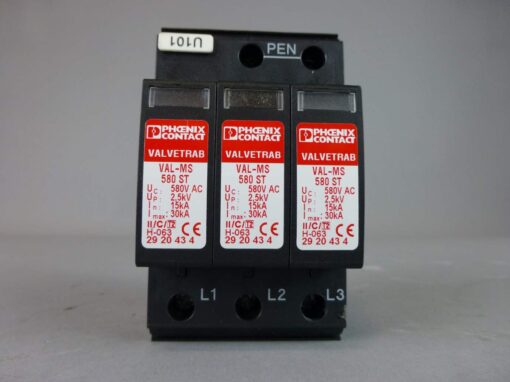 U101
PEN
PHOENIX CONTACT
VALVETRAB
VAL-MS
580 ST
UC: 580V AC
UP: 2,5kV
In: 15kA
Imax: 30kA
II/C/T2 CE
H-063
29 20 43 4
PHOENIX CONTACT
VALVETRAB
VAL-MS
580 ST
UC: 580V AC
UP: 2,5kV
In: 15kA
Imax: 30kA
II/C/T2 CE
H-063
29 20 43 4
PHOENIX CONTACT
VALVETRAB
VAL-MS
580 ST
UC: 580V AC
UP: 2,5kV
In: 15kA
Imax: 30kA
II/C/T2 CE
H-063
29 20 43 4
L1 L2 L3